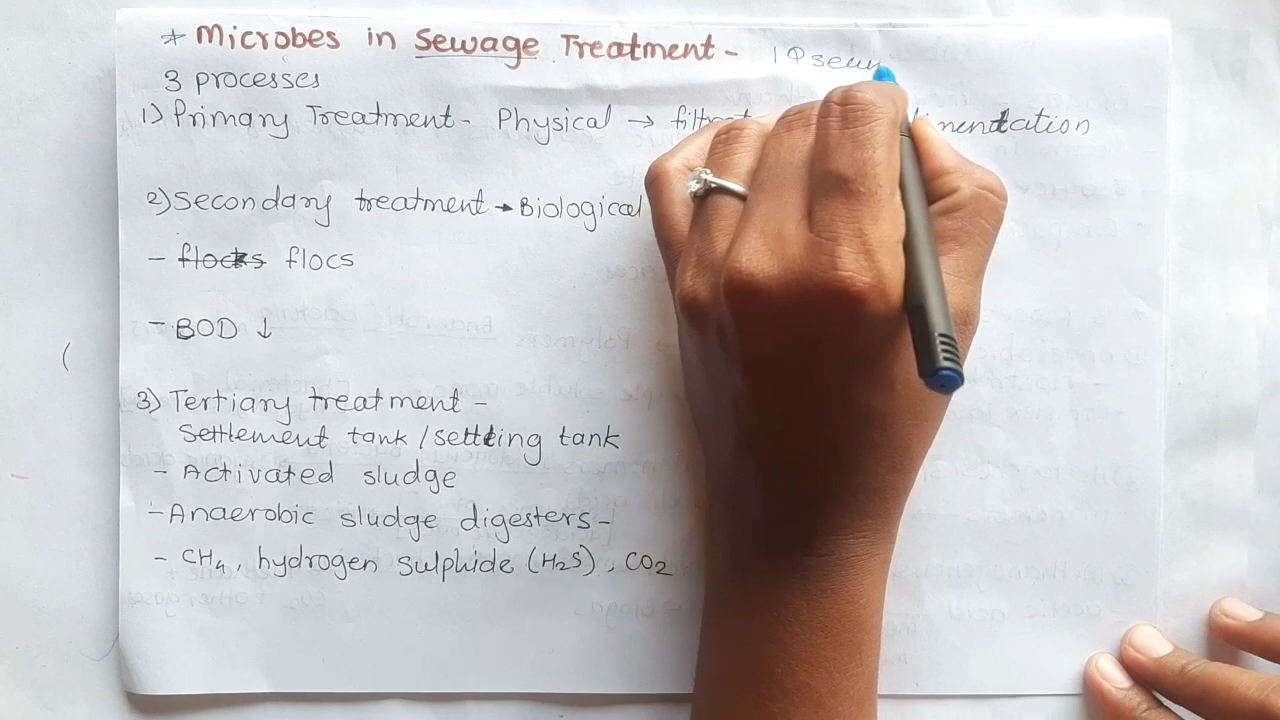 * Microbes in Sewage Treatment -
3 processes
1) Primary Treatment - Physical →
2) Secondary treatment → Biological
- flocks flocs
- BOD ↓
3) Tertiary treatment -
Settlement tank / settling tank
- Activated sludge
- Anaerobic sludge digesters -
- CH4, hydrogen sulphide (H2S), CO2